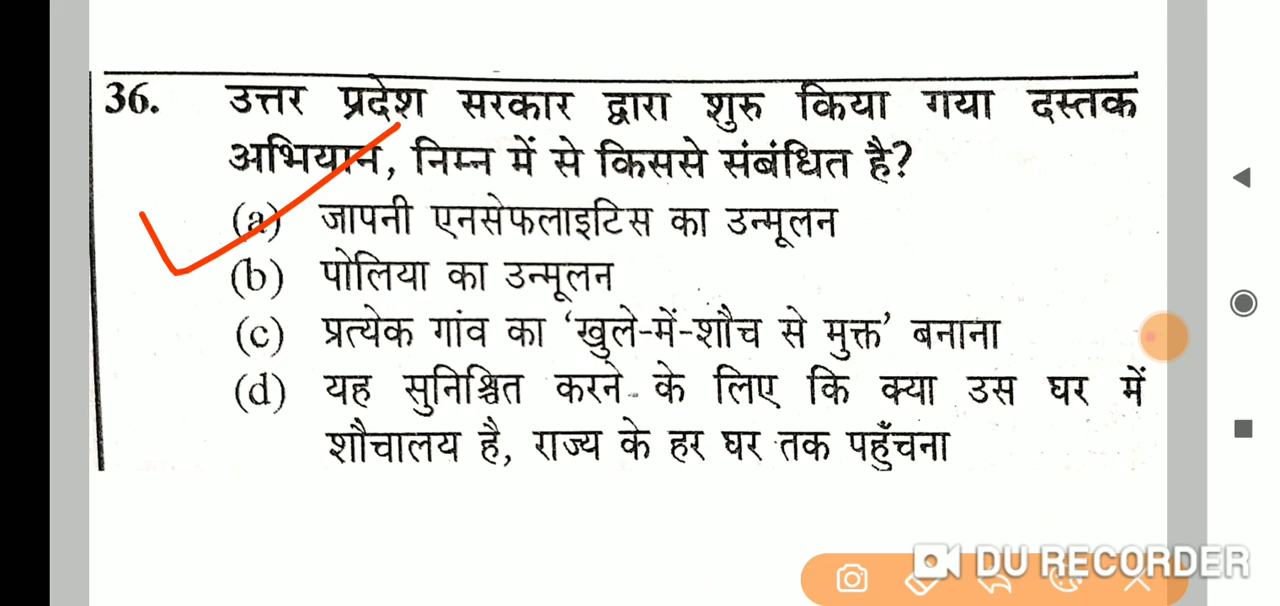 36. उत्तर प्रदेश सरकार द्वारा शुरु किया गया दस्तक
अभियान, निम्न में से किससे संबंधित है?
(a) जापनी एनसेफलाइटिस का उन्मूलन
(b) पोलिया का उन्मूलन
(c) प्रत्येक गांव का ‘खुले-में-शौच से मुक्त’ बनाना
(d) यह सुनिश्चित करने के लिए कि क्या उस घर में
शौचालय है, राज्य के हर घर तक पहुँचना
DU RECORDER